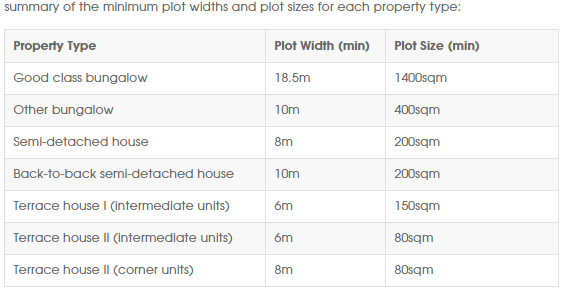 summary of the minimum plot widths and plot sizes for each property type:
Property Type Plot Width (min) Plot Size (min)
Good class bungalow 18.5m 1400sqm
Other bungalow 10m 400sqm
Semi-detached house 8m 200sqm
Back-to-back semi-detached house 10m 200sqm
Terrace house I (intermediate units) 6m 150sqm
Terrace house II (intermediate units) 6m 80sqm
Terrace house II (corner units) 8m 80sqm